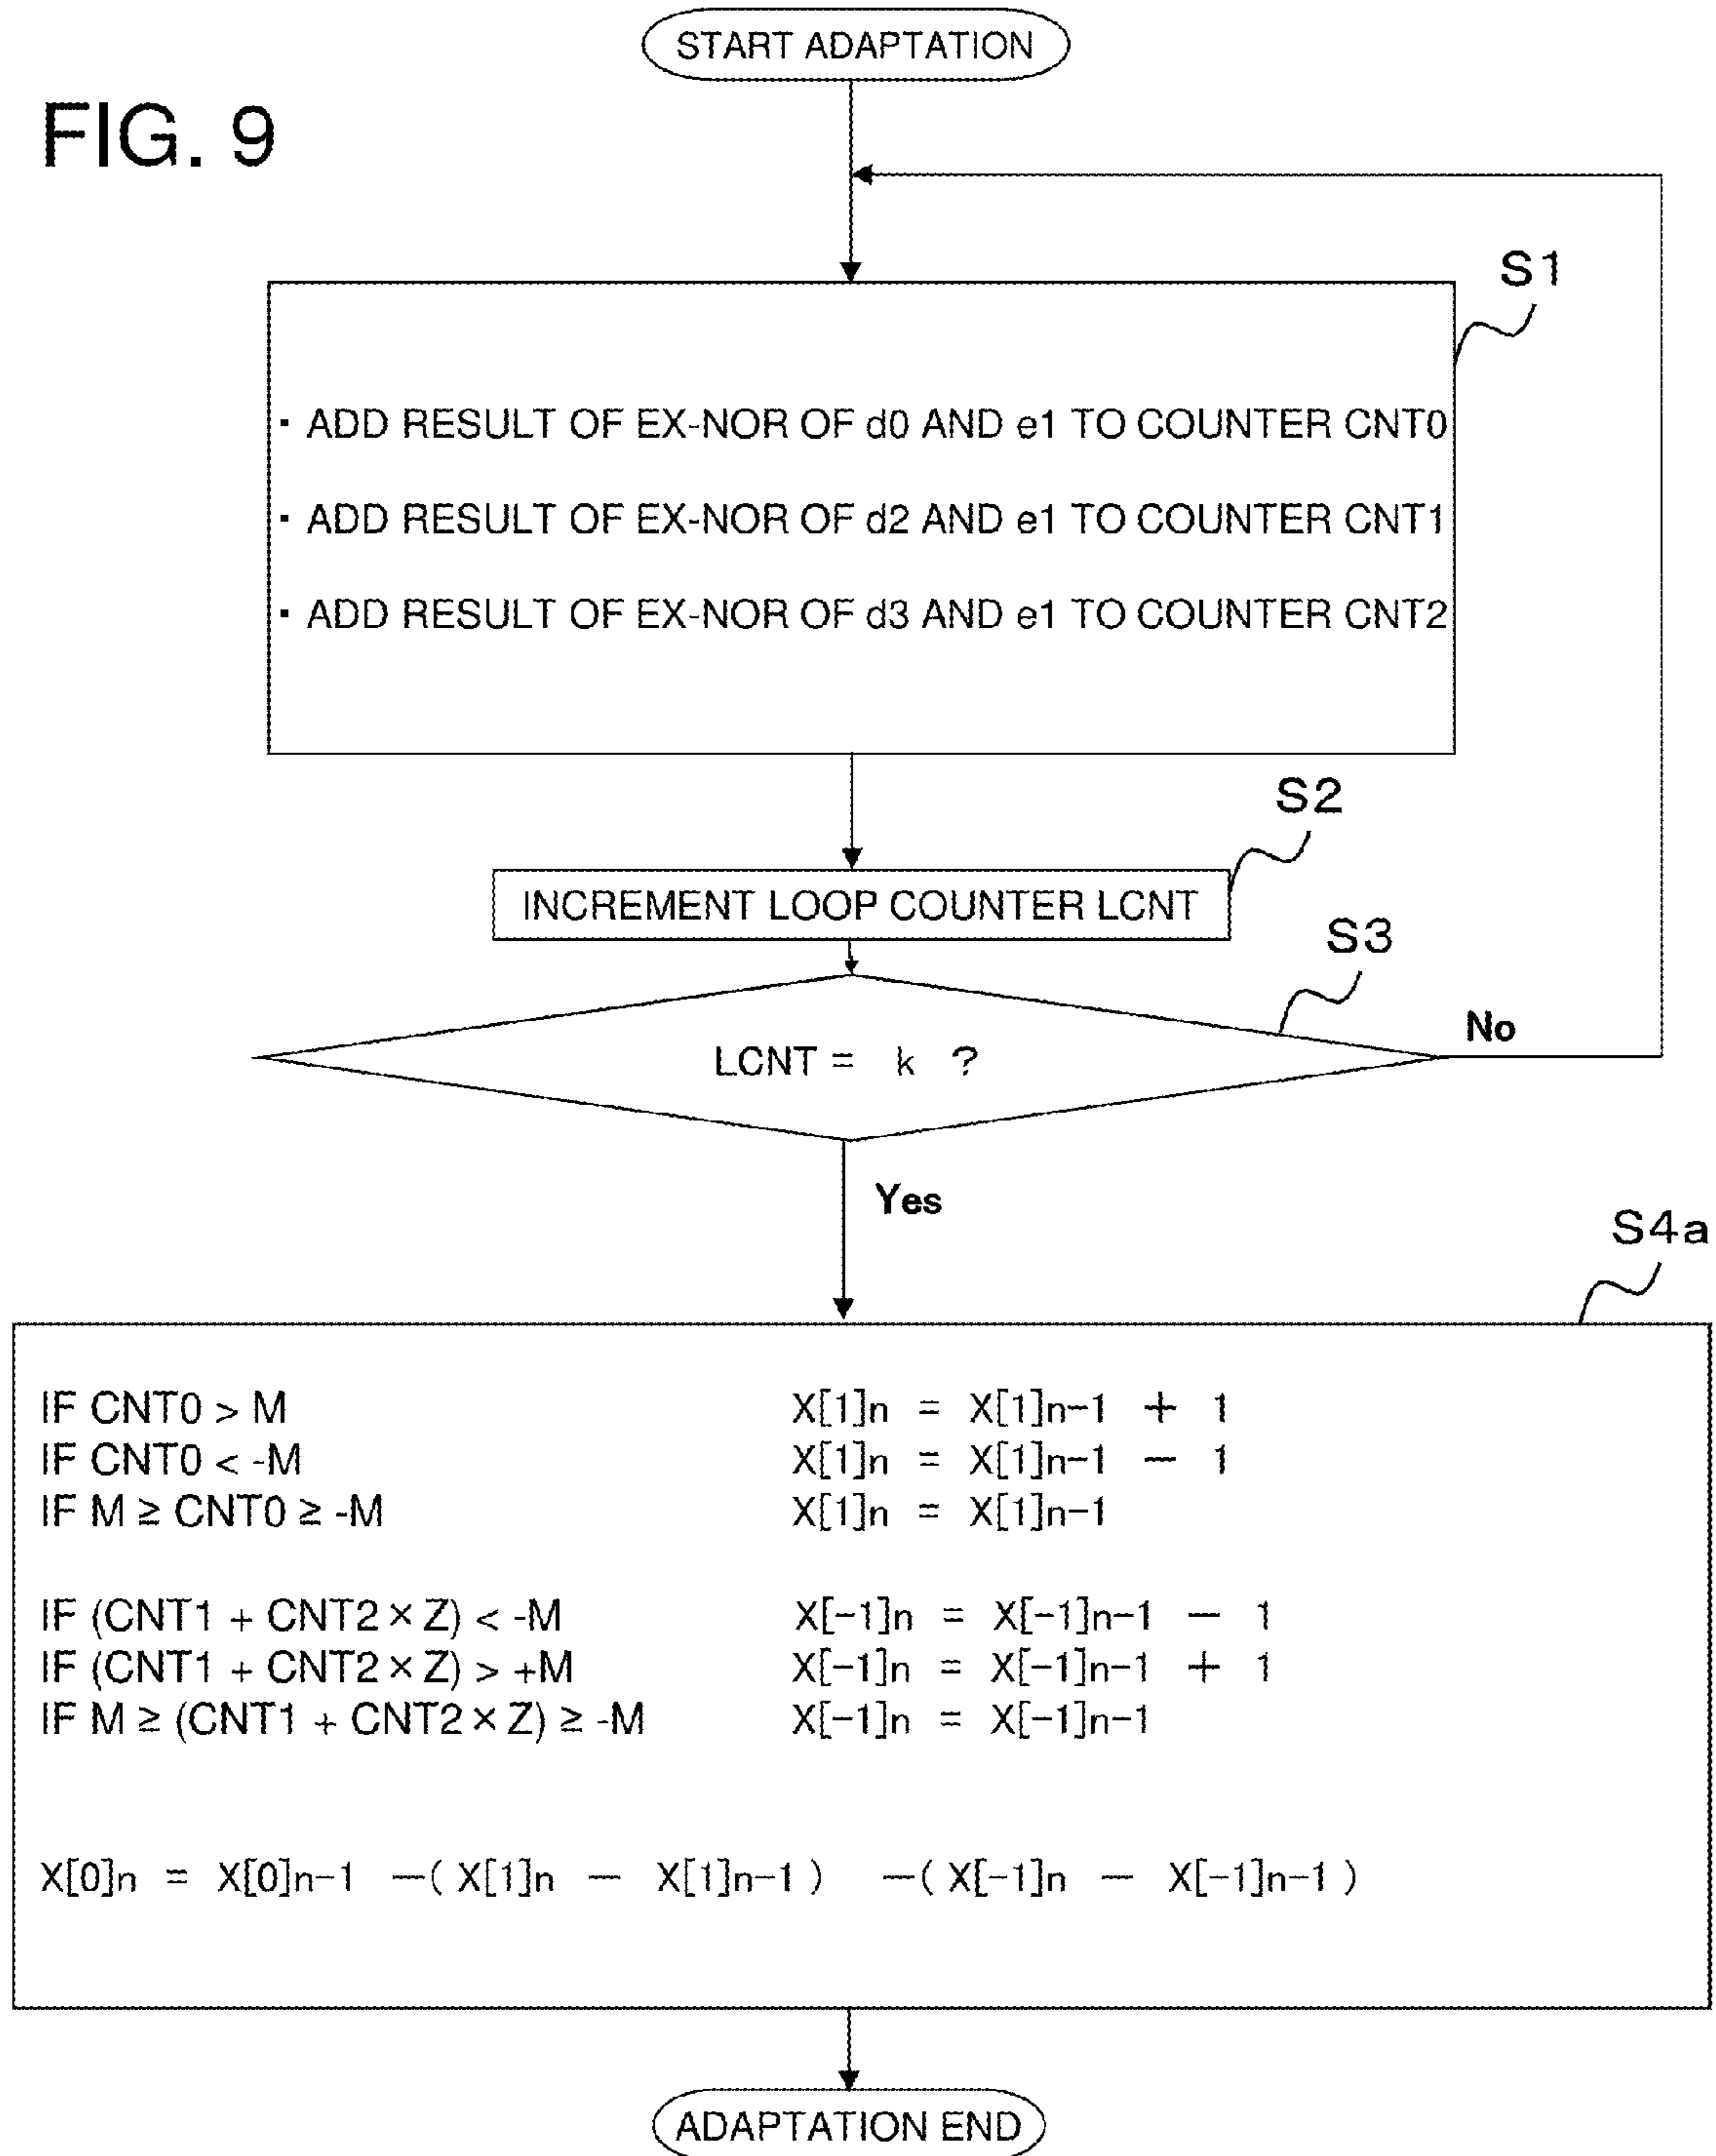 START ADAPTATION
FIG. 9
S1
· ADD RESULT OF EX-NOR OF d0 AND e1 TO COUNTER CNT0
· ADD RESULT OF EX-NOR OF d2 AND e1 TO COUNTER CNT1
· ADD RESULT OF EX-NOR OF d3 AND e1 TO COUNTER CNT2
S2
INCREMENT LOOP COUNTER LCNT
S3
LCNT = k ?
No
Yes
S4a
IF CNT0 > M X[1]n = X[1]n-1 + 1
IF CNT0 < -M X[1]n = X[1]n-1 - 1
IF M ≥ CNT0 ≥ -M X[1]n = X[1]n-1
IF (CNT1 + CNT2 × Z) < -M X[-1]n = X[-1]n-1 - 1
IF (CNT1 + CNT2 × Z) > +M X[-1]n = X[-1]n-1 + 1
IF M ≥ (CNT1 + CNT2 × Z) ≥ -M X[-1]n = X[-1]n-1
X[0]n = X[0]n-1 -( X[1]n - X[1]n-1 ) -( X[-1]n - X[-1]n-1 )
ADAPTATION END